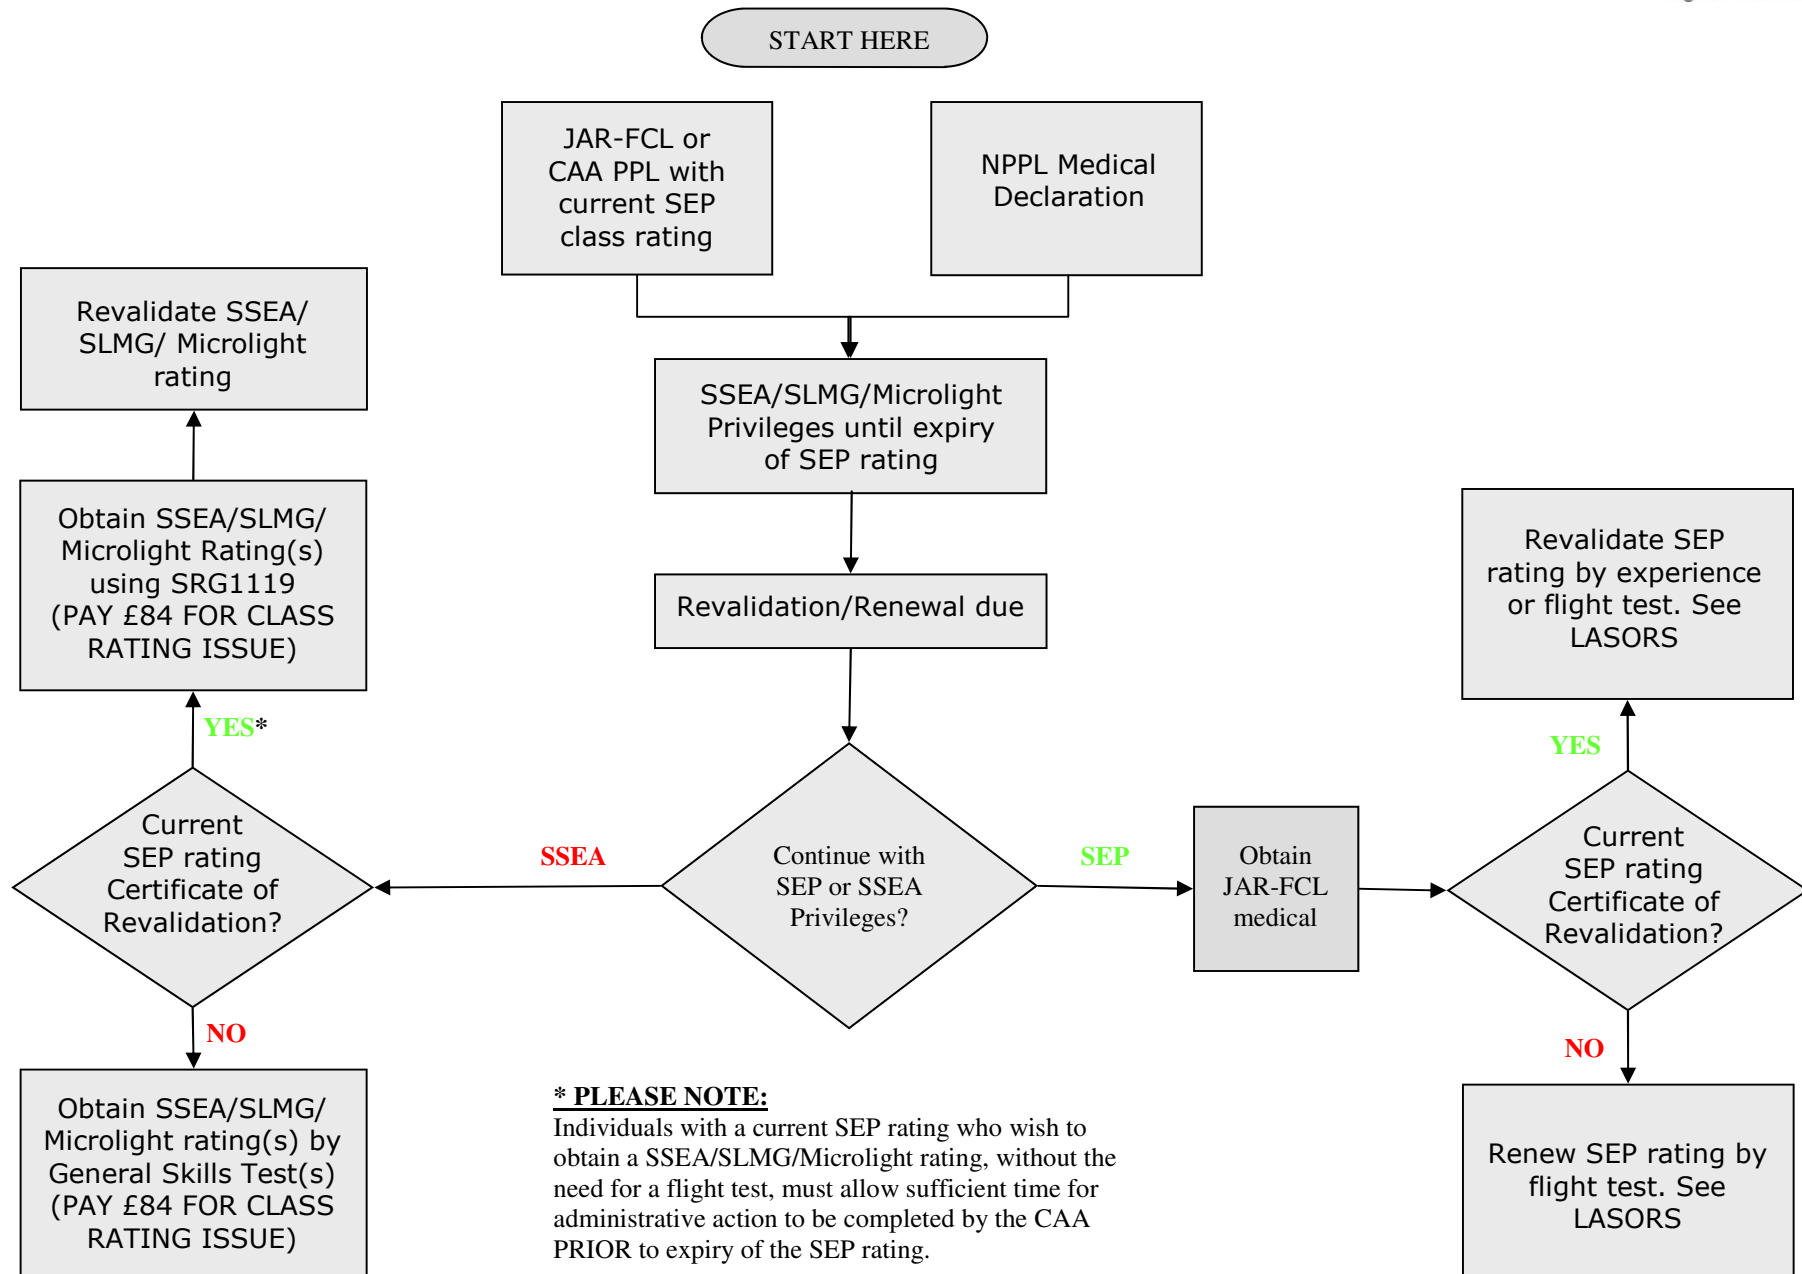 START HERE
JAR-FCL or
CAA PPL with
current SEP
class rating
NPPL Medical
Declaration
Revalidate SSEA/
SLMG/ Microlight
rating
SSEA/SLMG/Microlight
Privileges until expiry
of SEP rating
Obtain SSEA/SLMG/
Microlight Rating(s)
using SRG1119
(PAY £84 FOR CLASS
RATING ISSUE)
Revalidation/Renewal due
Revalidate SEP
rating by experience
or flight test. See
LASORS
YES*
YES
Current
SEP rating
Certificate of
Revalidation?
SSEA
Continue with
SEP or SSEA
Privileges?
SEP
Obtain
JAR-FCL
medical
Current
SEP rating
Certificate of
Revalidation?
NO
NO
Obtain SSEA/SLMG/
Microlight rating(s) by
General Skills Test(s)
(PAY £84 FOR CLASS
RATING ISSUE)
* PLEASE NOTE:
Individuals with a current SEP rating who wish to
obtain a SSEA/SLMG/Microlight rating, without the
need for a flight test, must allow sufficient time for
administrative action to be completed by the CAA
PRIOR to expiry of the SEP rating.
Renew SEP rating by
flight test. See
LASORS